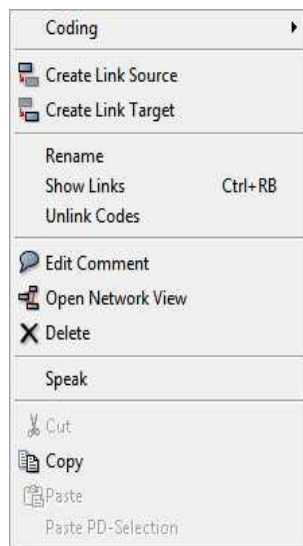 Coding
Create Link Source
Create Link Target
Rename
Show Links Ctrl+RB
Unlink Codes
Edit Comment
Open Network View
Delete
Speak
Cut
Copy
Paste
Paste PD-Selection